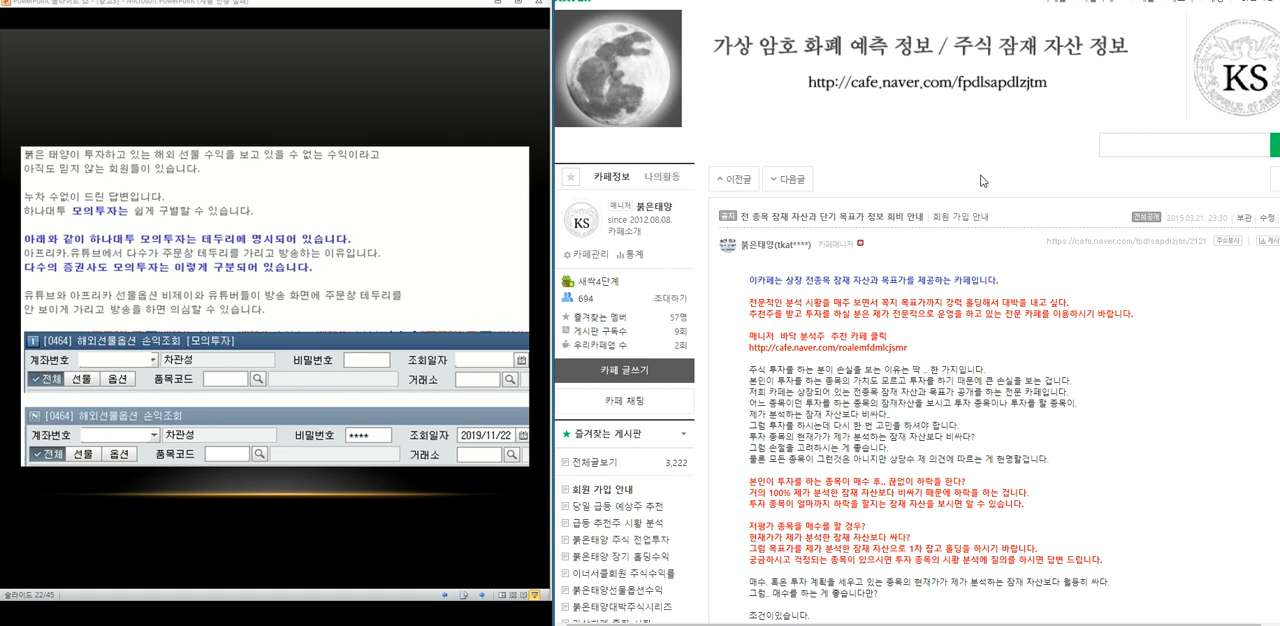 붉은 태양이 투자하고 있는 해외 선물 수익을 보고 있을 수 없는 수익이라고
아직도 믿지 않는 회원들이 있습니다.
누차 수없이 드린 답변입니다.
하나대투 모의투자는 쉽게 구별할 수 있습니다.
아래와 같이 하나대투 모의투자는 테두리에 명시되어 있습니다.
아프리카.유튜브에서 다수가 주문창 테두리를 가리고 방송하는 이유입니다.
다수의 증권사도 모의투자는 이렇게 구분되어 있습니다.
유튜브와 아프리카 선물옵션 비제이와 유튜버들이 방송 화면에 주문창 테두리를
안 보이게 가리고 방송을 하면 의심할 수 있습니다.
[0464] 해외선물옵션 손익조회 [모의투자]
계좌번호 차관성 비밀번호 조회일자
전체 선물 옵션 품목코드 거래소
[0464] 해외선물옵션 손익조회
계좌번호 차관성 비밀번호 **** 조회일자 2019/11/22
전체 선물 옵션 품목코드 거래소
슬라이드 22/45
가상 암호 화폐 예측 정보 / 주식 잠재 자산 정보
http://cafe.naver.com/fpdlsapdlzjtm
KS
카페정보 나의활동
KS
매니저 붉은태양
since 2012.08.08.
카페소개
카페관리 통계
새싹4단계
694 초대하기
즐겨찾는 멤버 57명
게시판 구독수 9회
우리카페앱 수 2회
카페 글쓰기
카페 채팅
즐겨찾는 게시판
전체글보기 3,222
회원 가입 안내
당일 급등 예상주 추천
급등 추천주 시황 분석
붉은태양 주식 전업투자
붉은태양 장기 홀딩수익
이너서클회원 주식수익률
붉은태양선물옵션수익
붉은태양대박주식시리즈
이전글 다음글
공지 전 종목 잠재 자산과 단기 목표가 정보 회비 안내 | 회원 가입 안내
전체공개 2015.03.21. 23:30 보관 수정
붉은태양(tkat****) 카페매니저
https://cafe.naver.com/fpdlsapdlzjtm/2121 주소복사
이카페는 상장 전종목 잠재 자산과 목표가를 제공하는 카페입니다.
전문적인 분석 시황을 매주 보면서 꼭지 목표가까지 강력 홀딩해서 대박을 내고 싶다.
추천주를 받고 투자를 하실 분은 제가 전문적으로 운영을 하고 있는 전문 카페를 이용하시기 바랍니다.
매니저 바닥 분석주 추천 카페 클릭
http://cafe.naver.com/roalemfdmlcjsmr
주식 투자를 하는 분이 손실을 보는 이유는 딱 .. 한 가지입니다.
본인이 투자를 하는 종목의 가치도 모르고 투자를 하기 때문에 큰 손실을 보는 겁니다.
저희 카페는 상장되어 있는 전종목 잠재 자산과 목표가 공개를 하는 전문 카페입니다.
어느 종목이던 투자를 하는 종목의 잠재자산을 보시고 투자 종목이나 투자를 할 종목이.
제가 분석하는 잠재 자산보다 비싸다..
그럼 투자를 하시는데 다시 한 번 고민을 하셔야 합니다.
투자 종목의 현재가가 제가 분석하는 잠재 자산보다 비싸다?
그럼 손절을 고려하시는 게 좋습니다.
물론 모든 종목이 그런것은 아니지만 상당수 제 의견에 따르는 게 현명할겁니다.
본인이 투자를 하는 종목이 매수 후.. 끊없이 하락을 한다?
거의 100% 제가 분석한 잠재 자산보다 비싸기 때문에 하락을 하는 겁니다.
투자 종목이 얼마까지 하락을 할지는 잠재 자산을 보시면 알 수 있습니다.
저평가 종목을 매수를 할 경우?
현재가가 제가 분석한 잠재 자산보다 싸다?
그럼 목표가를 제가 분석한 잠재 자산으로 1차 잡고 홀딩을 하시기 바랍니다.
궁금하시고 걱정되는 종목이 있으시면 투자 종목의 시황 분석에 질의를 하시면 답변 드립니다.
매수. 혹은 투자 계획을 세우고 있는 종목의 현재가가 제가 분석하는 잠재 자산보다 월등히 싸다.
그럼.. 매수를 하는 게 좋습니다만?
조건이있습니다.